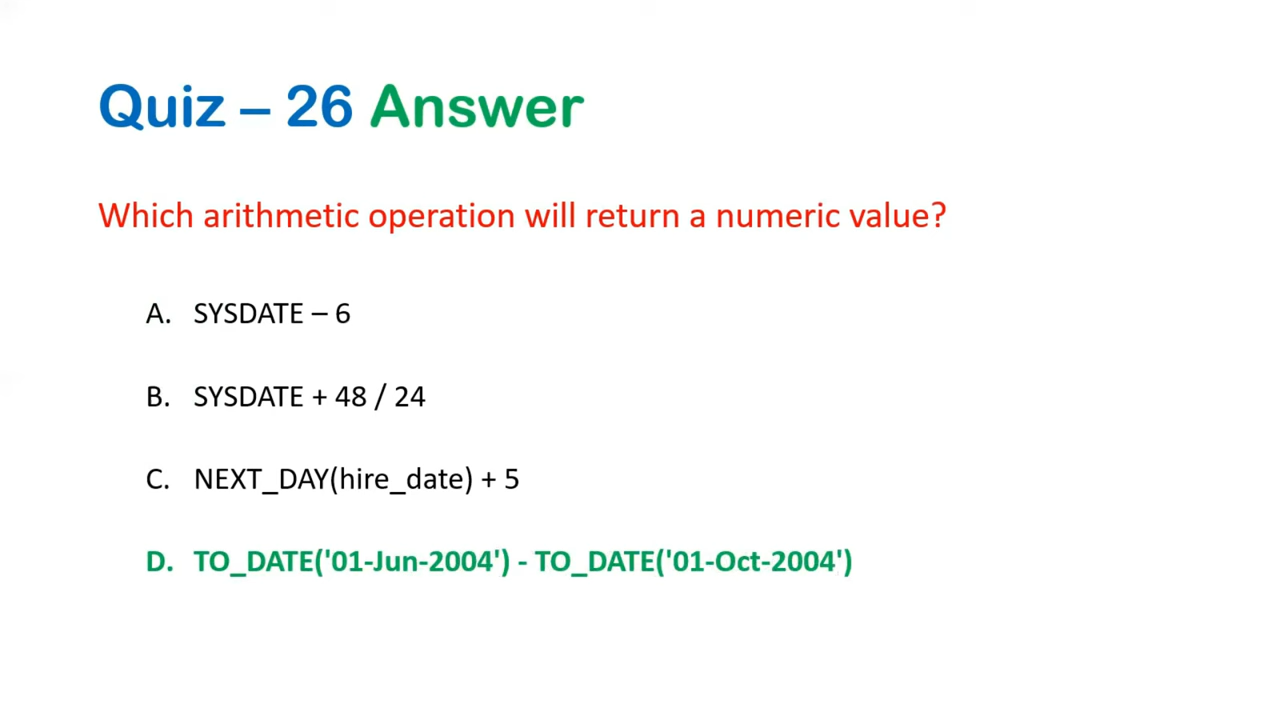 Quiz – 26 Answer
Which arithmetic operation will return a numeric value?
A. SYSDATE – 6
B. SYSDATE + 48 / 24
C. NEXT_DAY(hire_date) + 5
D. TO_DATE('01-Jun-2004') - TO_DATE('01-Oct-2004')